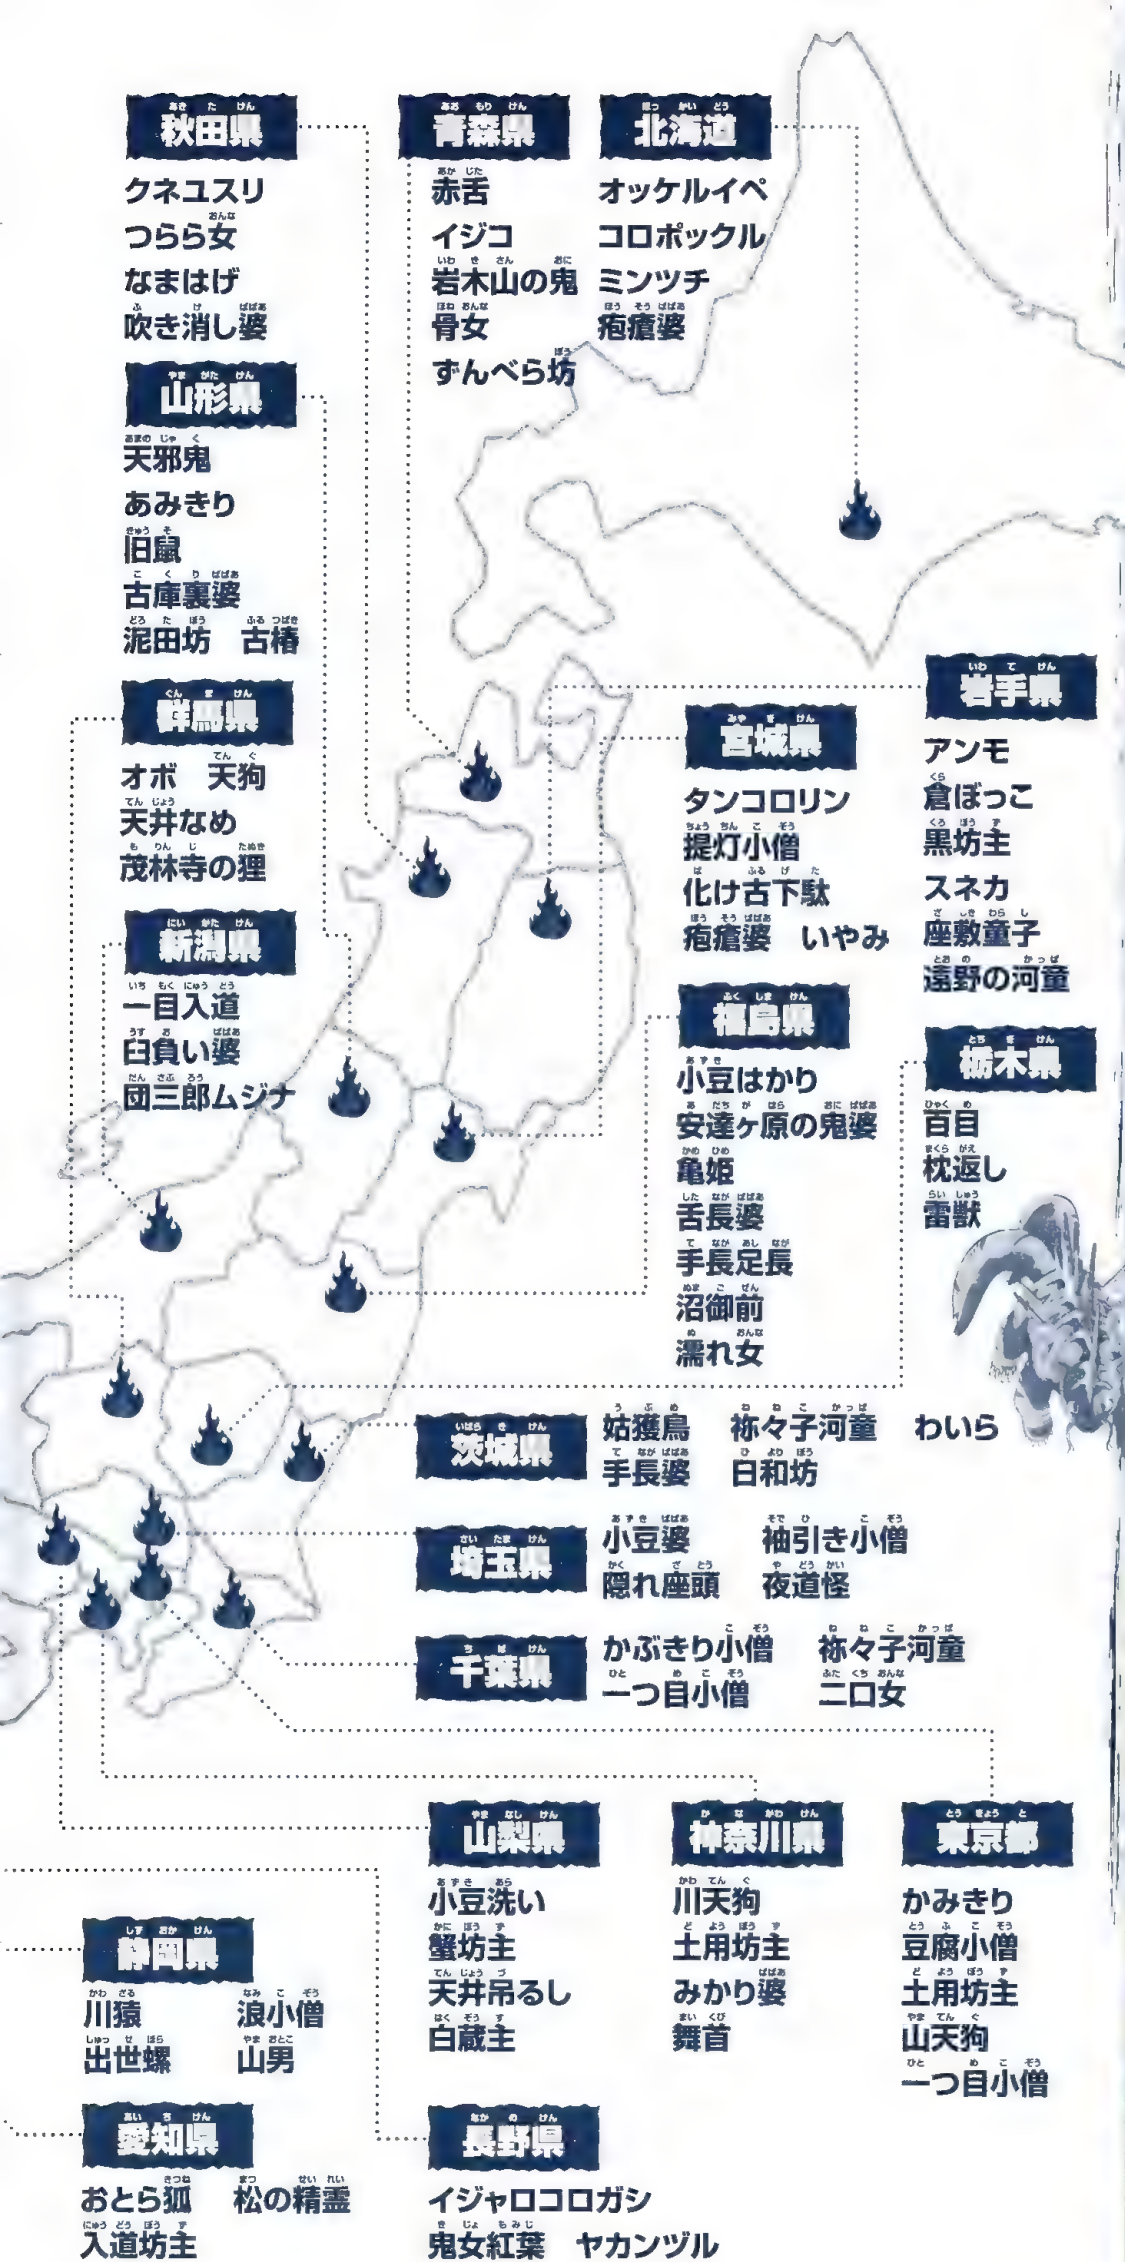 秋田県
クネユスリ
つらら女
なまはげ
吹き消し婆
青森県
赤舌
イジコ
岩木山の鬼
骨女
ずんべら坊
北海道
オッケルイペ
コロポックル
ミンツチ
疱瘡婆
山形県
天邪鬼
あみきり
旧鼠
古庫裏婆
泥田坊　古椿
群馬県
オボ　天狗
天井なめ
茂林寺の狸
新潟県
一目入道
臼負い婆
団三郎ムジナ
岩手県
アンモ
倉ぼっこ
黒坊主
スネカ
座敷童子
遠野の河童
宮城県
タンコロリン
提灯小僧
化け古下駄
疱瘡婆　いやみ
福島県
小豆はかり
安達ヶ原の鬼婆
亀姫
舌長婆
手長足長
沼御前
濡れ女
栃木県
百目
枕返し
雷獣
茨城県
姑獲鳥　祢々子河童　わいら
手長婆　日和坊
埼玉県
小豆婆　袖引き小僧
隠れ座頭　夜道怪
千葉県
かぶきり小僧　祢々子河童
一つ目小僧　二口女
山梨県
小豆洗い
蟹坊主
天井吊るし
白蔵主
神奈川県
川天狗
土用坊主
みかり婆
舞首
東京都
かみきり
豆腐小僧
土用坊主
山天狗
一つ目小僧
静岡県
川猿　浪小僧
出世螺　山男
愛知県
おとら狐　松の精霊
入道坊主
長野県
イジャロコロガシ
鬼女紅葉　ヤカンヅル